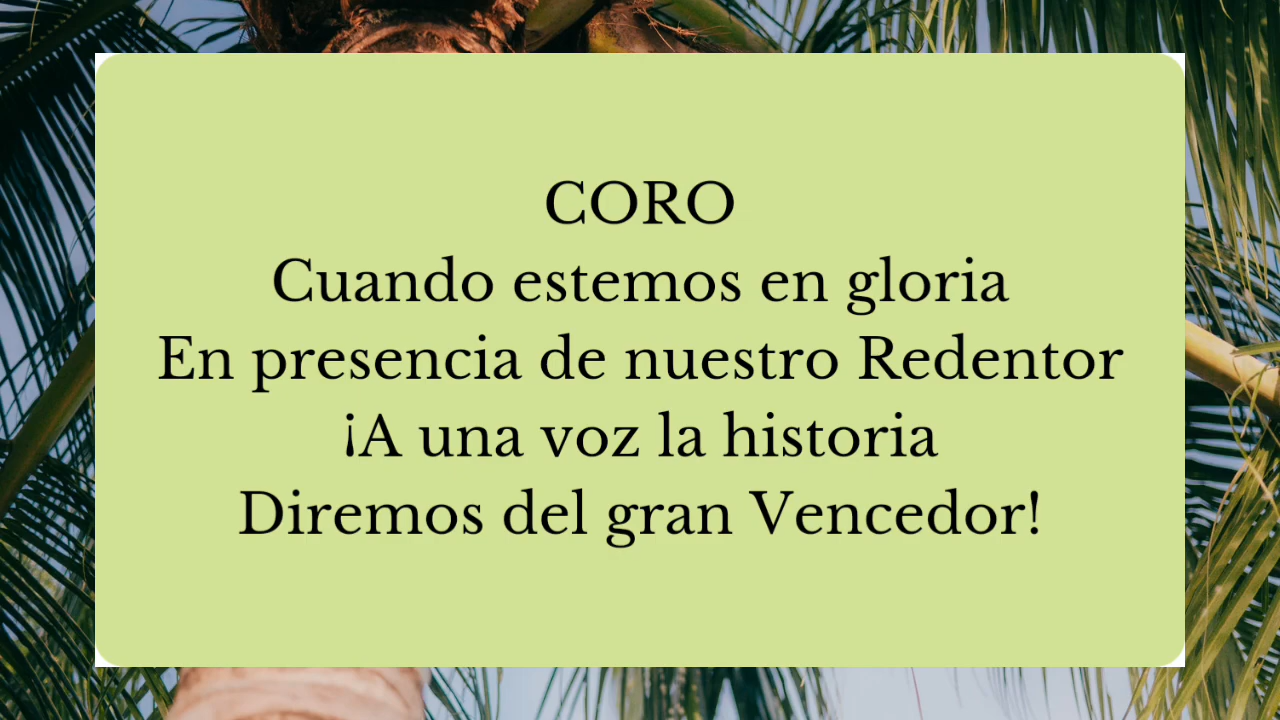 CORO
Cuando estemos en gloria
En presencia de nuestro Redentor
¡A una voz la historia
Diremos del gran Vencedor!